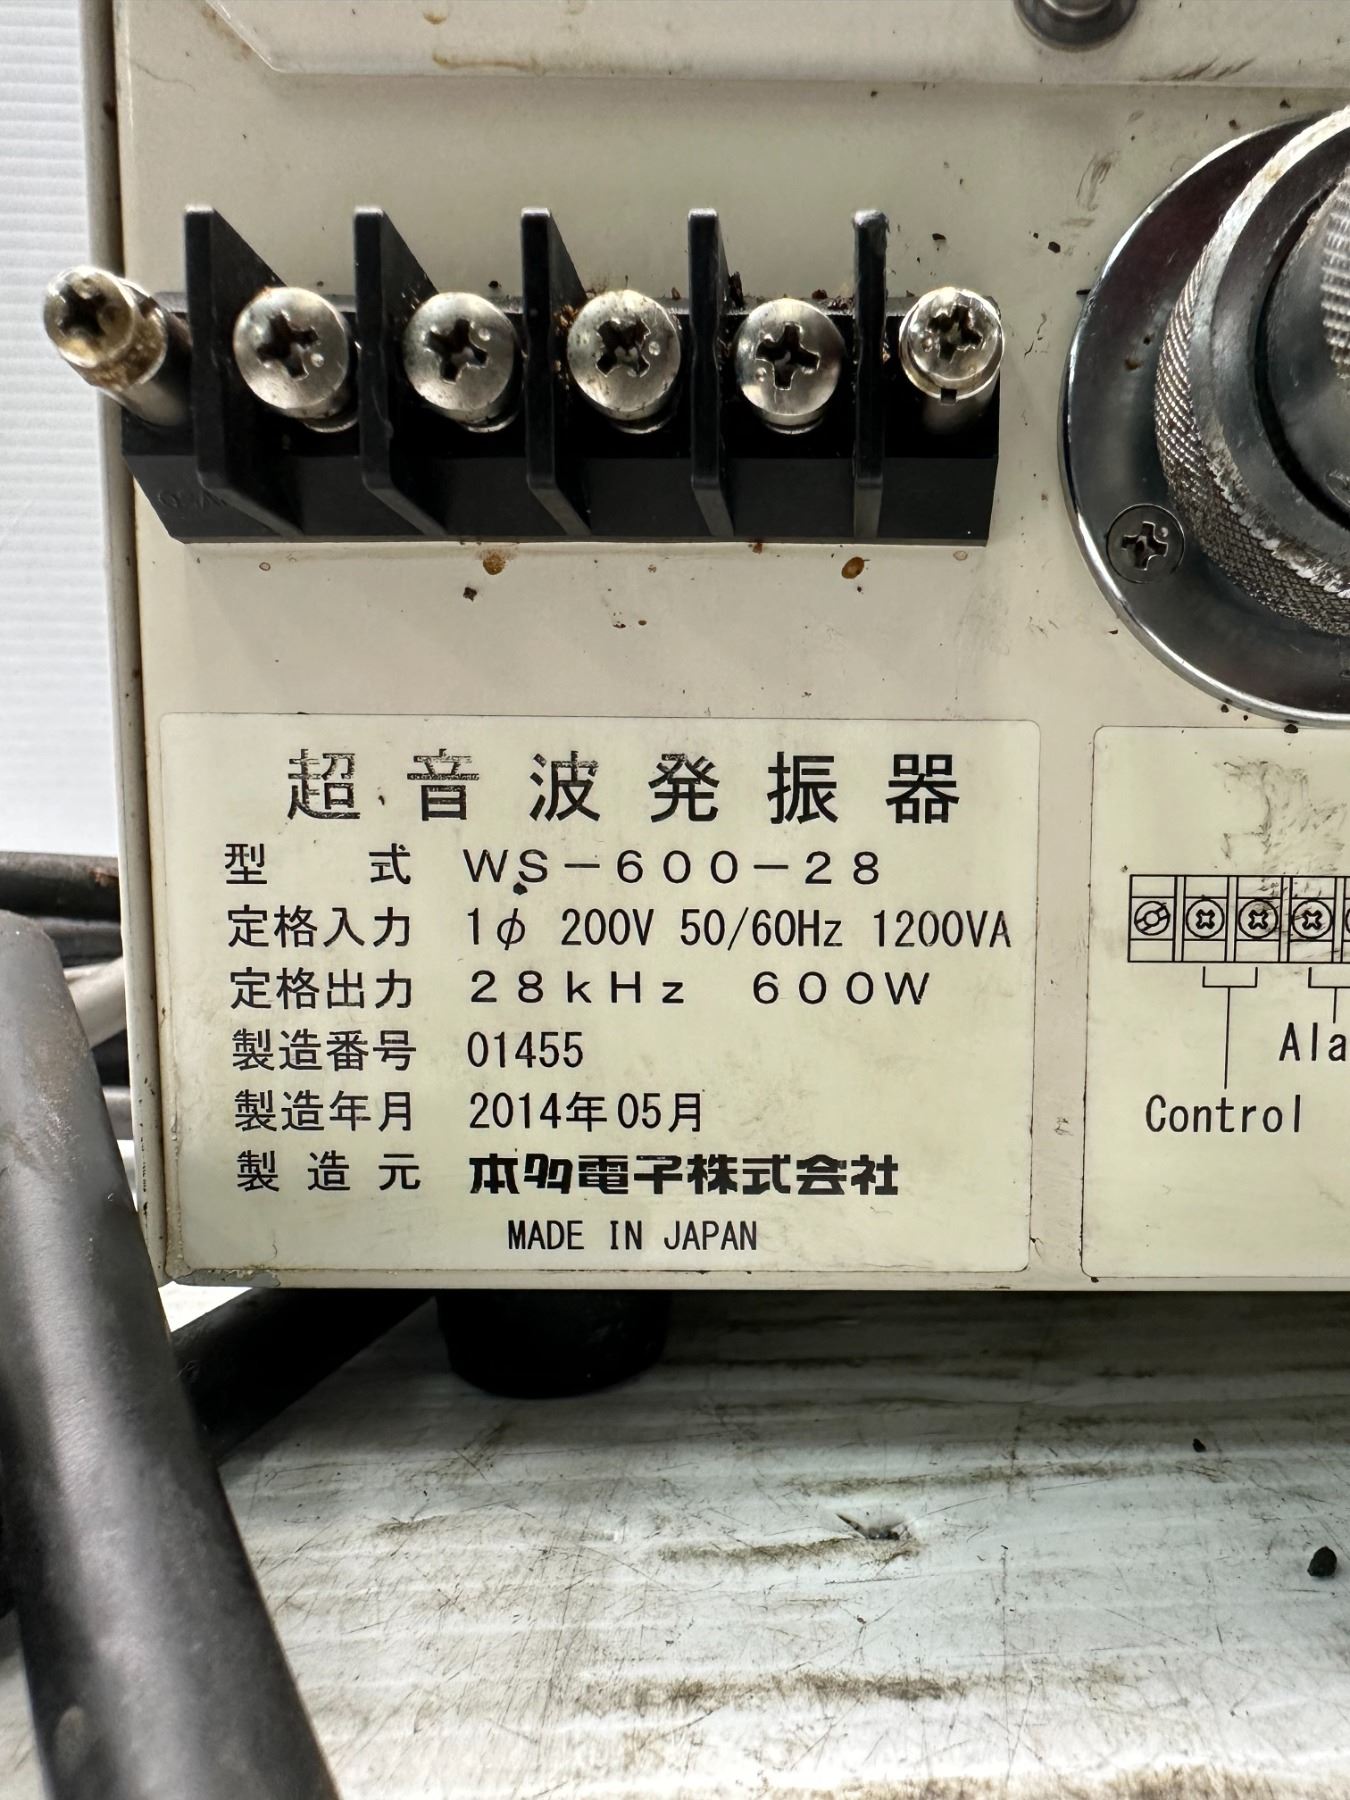 超音波発振器
型 式 WS-600-28
定格入力 1φ 200V 50/60Hz 1200VA
定格出力 28kHz 600W
製造番号 01455
製造年月 2014年05月
製造元 本多電子株式会社
MADE IN JAPAN
Ala
Control